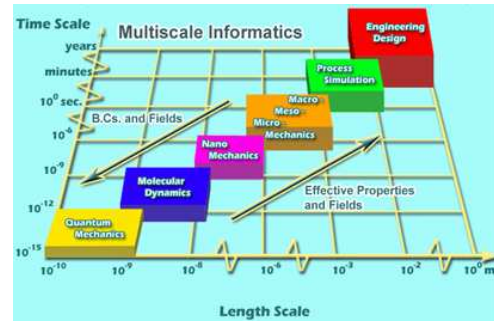 Time Scale
Multiscale Informatics
Engineering
Design
years
minutes
Process
Simulation
10⁰ sec.
Macro
Meso
Micro
Mechanics
B.Cs. and Fields
10⁻⁶
Nano
Mechanics
10⁻⁹
Molecular
Dynamics
Effective Properties
and Fields
10⁻¹²
Quantum
Mechanics
10⁻¹⁵
10⁻¹⁰
10⁻⁹
10⁻⁸
10⁻⁶
10⁻³
10⁻²
10⁰ m
Length Scale